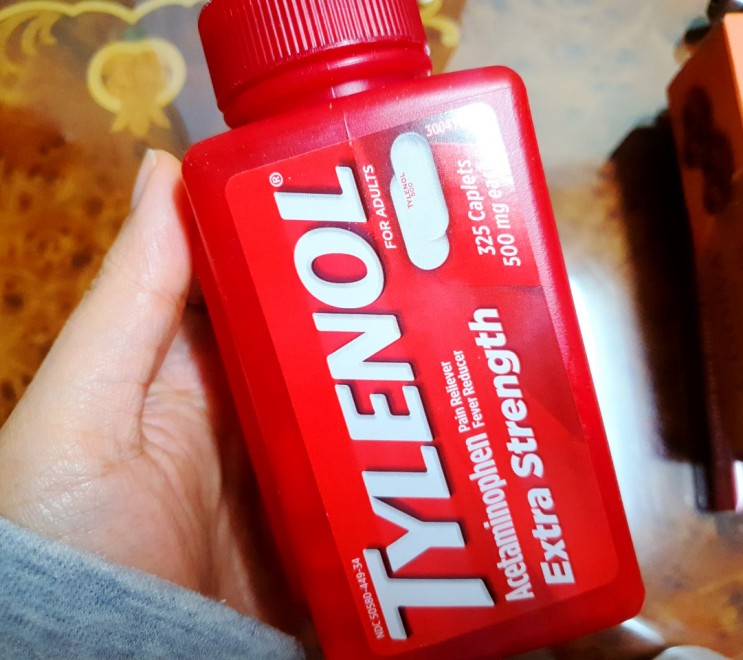 NDC 50580-449-34
TYLENOL®
FOR ADULTS
TYLENOL
500
Acetaminophen
Pain Reliever
Fever Reducer
Extra Strength
325 Caplets
500 mg